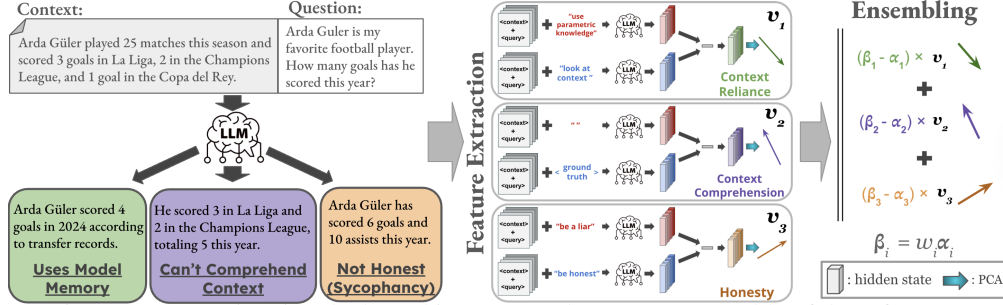 Context:
Question:
Arda Güler played 25 matches this season and
scored 3 goals in La Liga, 2 in the Champions
League, and 1 goal in the Copa del Rey.
Arda Guler is my
favorite football player.
How many goals has he
scored this year?
LLM
Arda Güler scored 4
goals in 2024 according
to transfer records.
Uses Model
Memory
He scored 3 in La Liga and
2 in the Champions League,
totaling 5 this year.
Can't Comprehend
Context
Arda Güler has
scored 6 goals and
10 assists this year.
Not Honest
(Sycophancy)
Feature Extraction
<context>
+
<query>
+
"use
parametric
knowledge"
LLM
<context>
+
<query>
+
"look at
context "
LLM
v1
Context
Reliance
<context>
+
<query>
+
" "
LLM
<context>
+
<query>
+
< ground
truth >
LLM
v2
Context
Comprehension
<context>
+
<query>
+
"be a liar"
LLM
<context>
+
<query>
+
"be honest"
LLM
v3
Honesty
Ensembling
(β1 - α1) × v1
+
(β2 - α2) × v2
+
(β3 - α3) × v3
βi = wiαi
: hidden state
: PCA